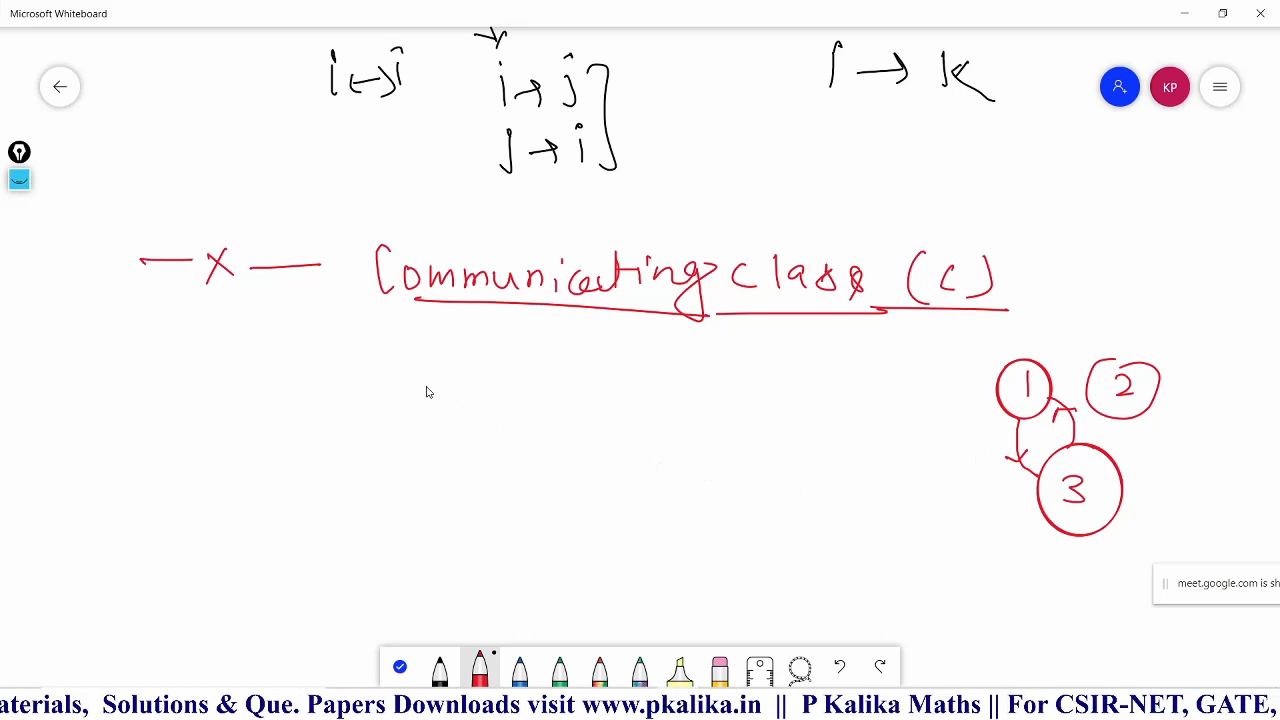 Microsoft Whiteboard
i ↔ i i → j i → k
j → i
KP
— x — Communicating class (C)
1 2
3
meet.google.com is sh
aterials, Solutions & Que. Papers Downloads visit www.pkalika.in || P Kalika Maths || For CSIR-NET, GATE,